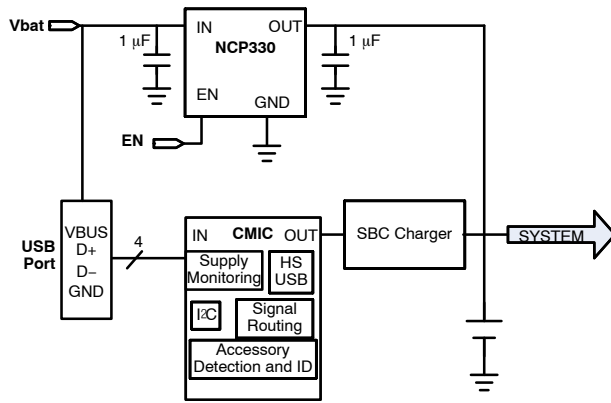 Vbat
IN
OUT
NCP330
1 μF
1 μF
EN
GND
EN
USB
Port
VBUS
D+
D−
GND
4
IN
CMIC
OUT
Supply
Monitoring
HS
USB
I2C
Signal
Routing
Accessory
Detection and ID
SBC Charger
SYSTEM